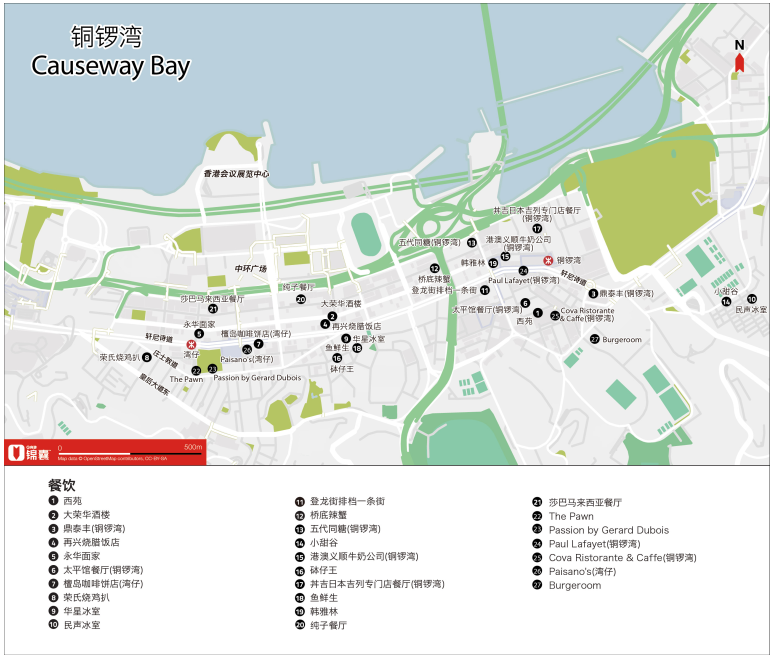 铜锣湾
Causeway Bay
N
香港会议展览中心
丼吉日本吉列专门店餐厅
(铜锣湾)
17
五代同糖(铜锣湾) 13
港澳义顺牛奶公司
(铜锣湾)
15
韩雅林 19
铜锣湾
24
Paul Lafayet(铜锣湾)
轩尼诗道
12
桥底辣蟹
中环广场
登龙街排档一条街 11
3 鼎泰丰(铜锣湾)
纯子餐厅
20
莎巴马来西亚餐厅
21
小甜谷
14
10
民声冰室
太平馆餐厅(铜锣湾) 6
西苑 1
25 Cova Ristorante
& Caffe(铜锣湾)
大荣华酒楼
2
4 再兴烧腊饭店
永华面家
5
轩尼诗道
檀岛咖啡饼店(湾仔)
7
9 华星冰室
27 Burgeroom
湾仔
26
Paisano's(湾仔)
鱼鲜生 18
荣氏烧鸡扒 8
庄士敦道
16
砵仔王
22
The Pawn
23
Passion by Gerard Dubois
皇后大道东
锦囊
0
500m
Map data © OpenStreetMap contributors, CC-BY-SA
餐饮
1 西苑
2 大荣华酒楼
3 鼎泰丰(铜锣湾)
4 再兴烧腊饭店
5 永华面家
6 太平馆餐厅(铜锣湾)
7 檀岛咖啡饼店(湾仔)
8 荣氏烧鸡扒
9 华星冰室
10 民声冰室
11 登龙街排档一条街
12 桥底辣蟹
13 五代同糖(铜锣湾)
14 小甜谷
15 港澳义顺牛奶公司(铜锣湾)
16 砵仔王
17 丼吉日本吉列专门店餐厅(铜锣湾)
18 鱼鲜生
19 韩雅林
20 纯子餐厅
21 莎巴马来西亚餐厅
22 The Pawn
23 Passion by Gerard Dubois
24 Paul Lafayet(铜锣湾)
25 Cova Ristorante & Caffe(铜锣湾)
26 Paisano's(湾仔)
27 Burgeroom